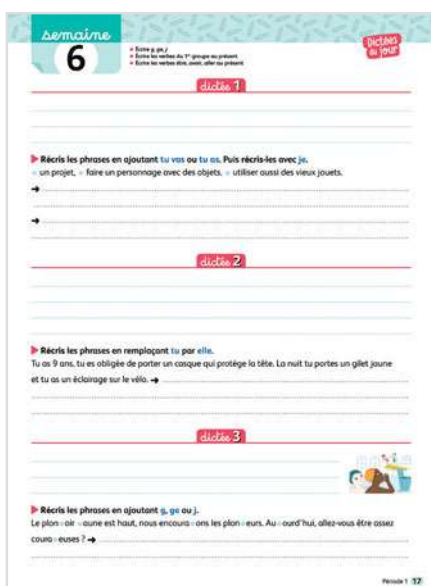 semaine
6
Dictées
du jour
• Écrire g, ge, j
• Écrire les verbes du 1er groupe au présent
• Écrire les verbes être, avoir, aller au présent
dictée 1
Récris les phrases en ajoutant tu vas ou tu as. Puis récris-les avec je.
• un projet, • faire un personnage avec des objets, • utiliser aussi des vieux jouets.
➜
➜
dictée 2
Récris les phrases en remplaçant tu par elle.
Tu as 9 ans, tu es obligée de porter un casque qui protège la tête. La nuit tu portes un gilet jaune
et tu as un éclairage sur le vélo. ➜
dictée 3
Récris les phrases en ajoutant g, ge ou j.
Le plon•oir •aune est haut, nous encoura•ons les plon•eurs. Au•ourd'hui, allez-vous être assez
coura•euses ? ➜
Période 1 17